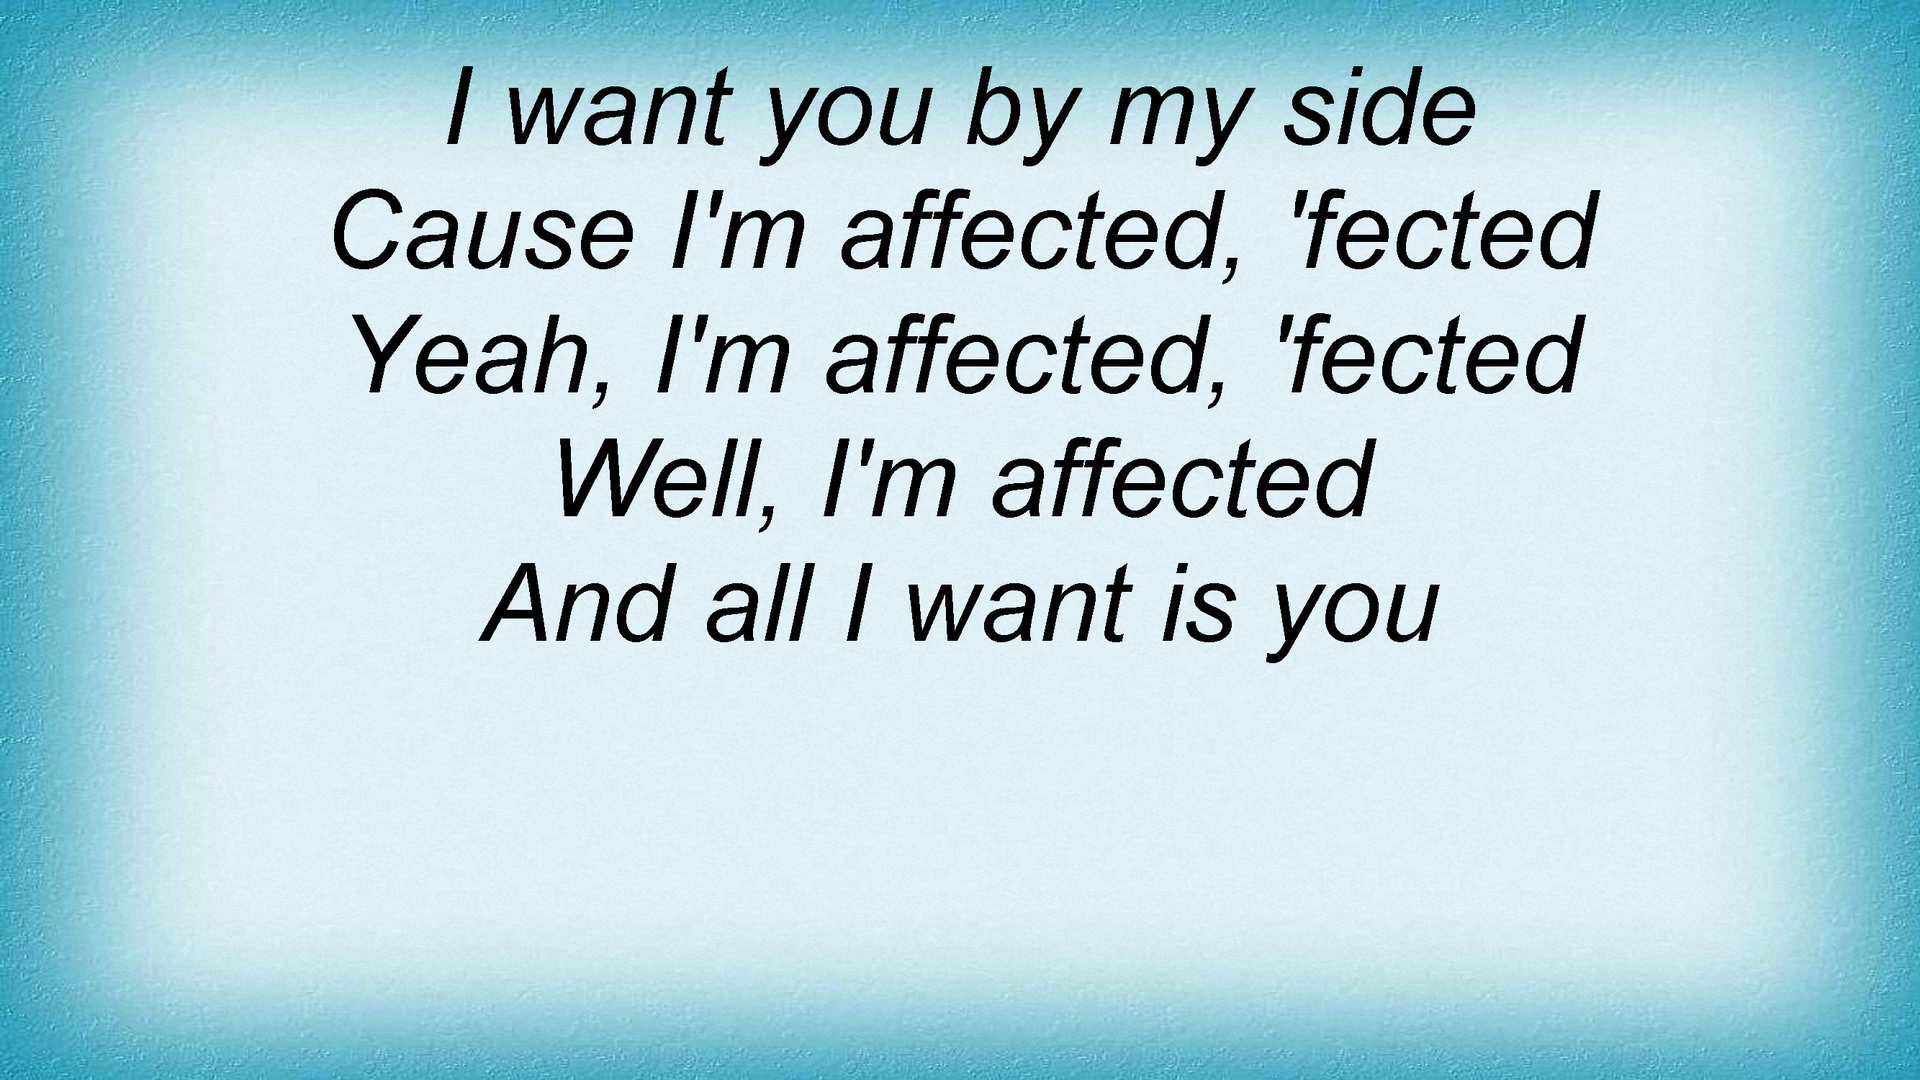 I want you by my side
Cause I'm affected, 'fected
Yeah, I'm affected, 'fected
Well, I'm affected
And all I want is you